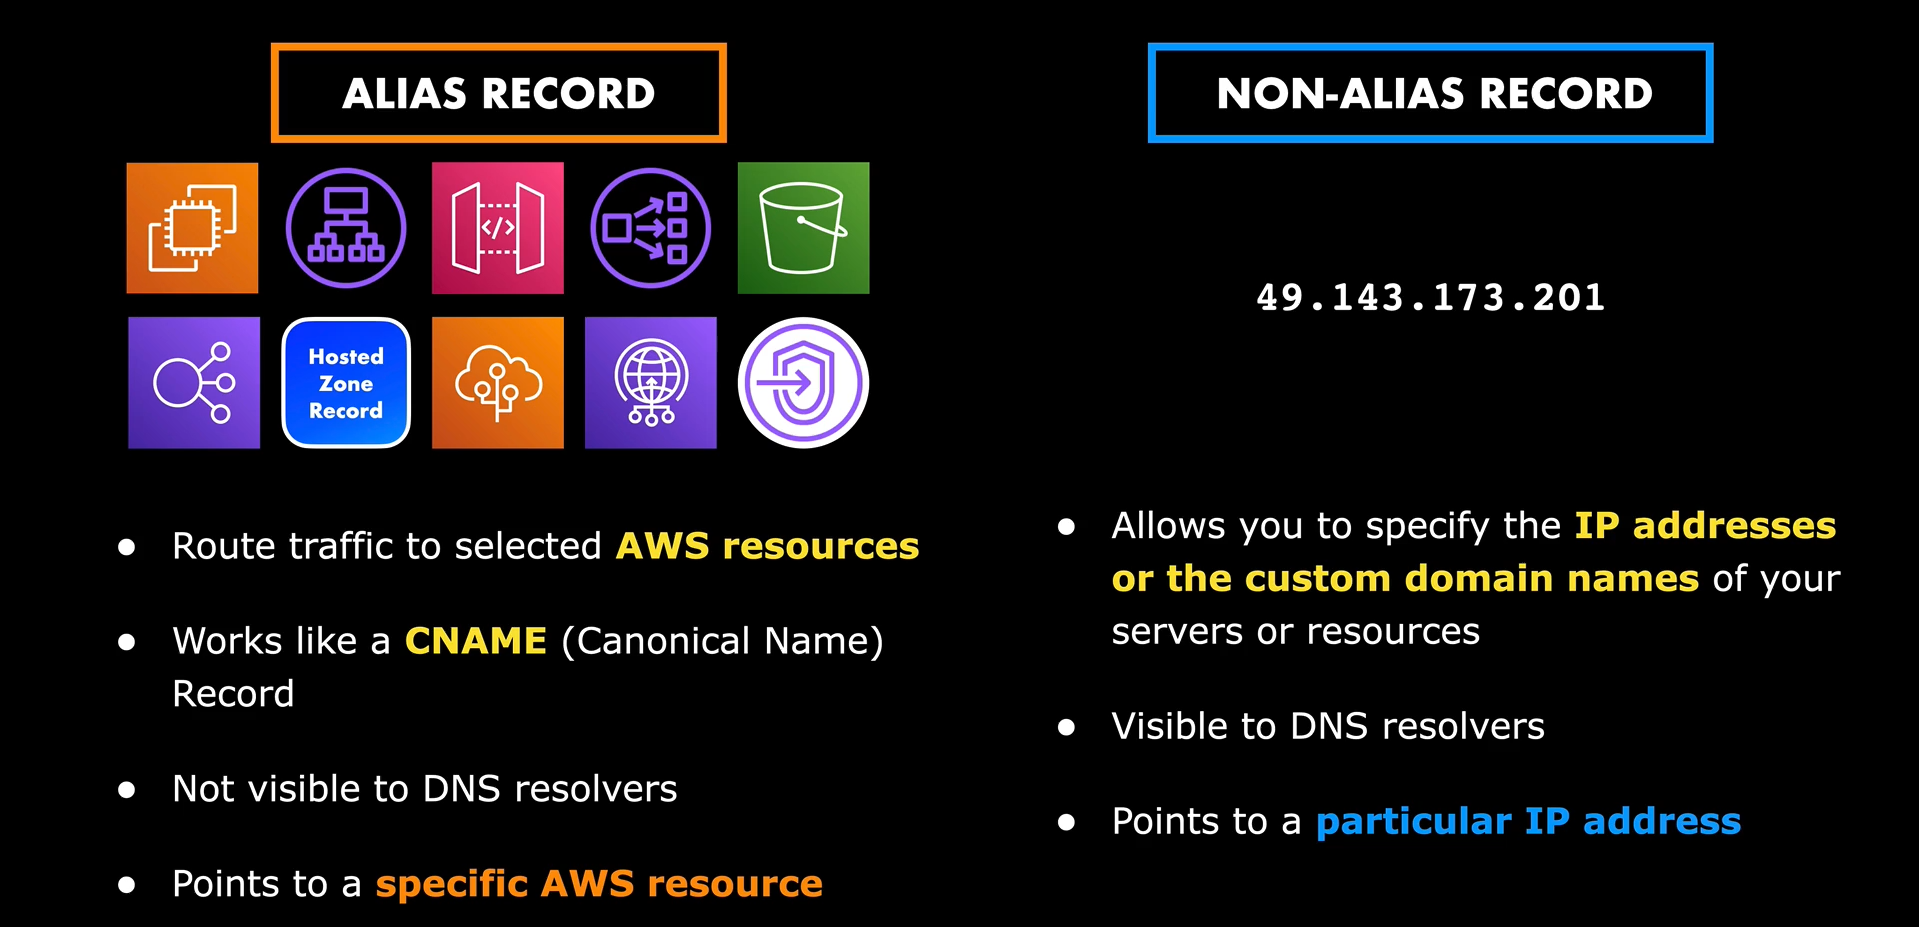 ALIAS RECORD
</>
Hosted
Zone
Record
● Route traffic to selected AWS resources
● Works like a CNAME (Canonical Name)
Record
● Not visible to DNS resolvers
● Points to a specific AWS resource
NON-ALIAS RECORD
49.143.173.201
● Allows you to specify the IP addresses
or the custom domain names of your
servers or resources
● Visible to DNS resolvers
● Points to a particular IP address